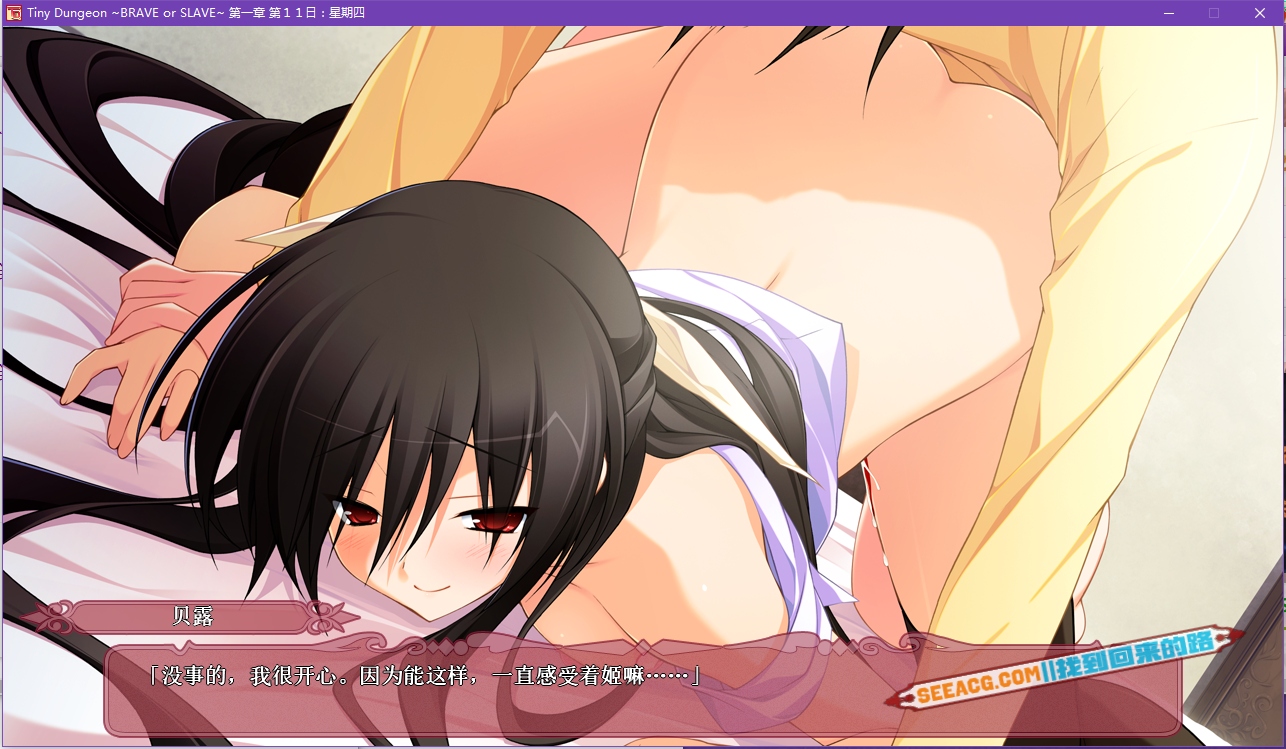 Tiny Dungeon ~BRAVE or SLAVE~ 第一章 第１１日：星期四
贝露
「没事的，我很开心。因为能这样，一直感受着姬嘛……」
SEEACG.COM||找到回来的路